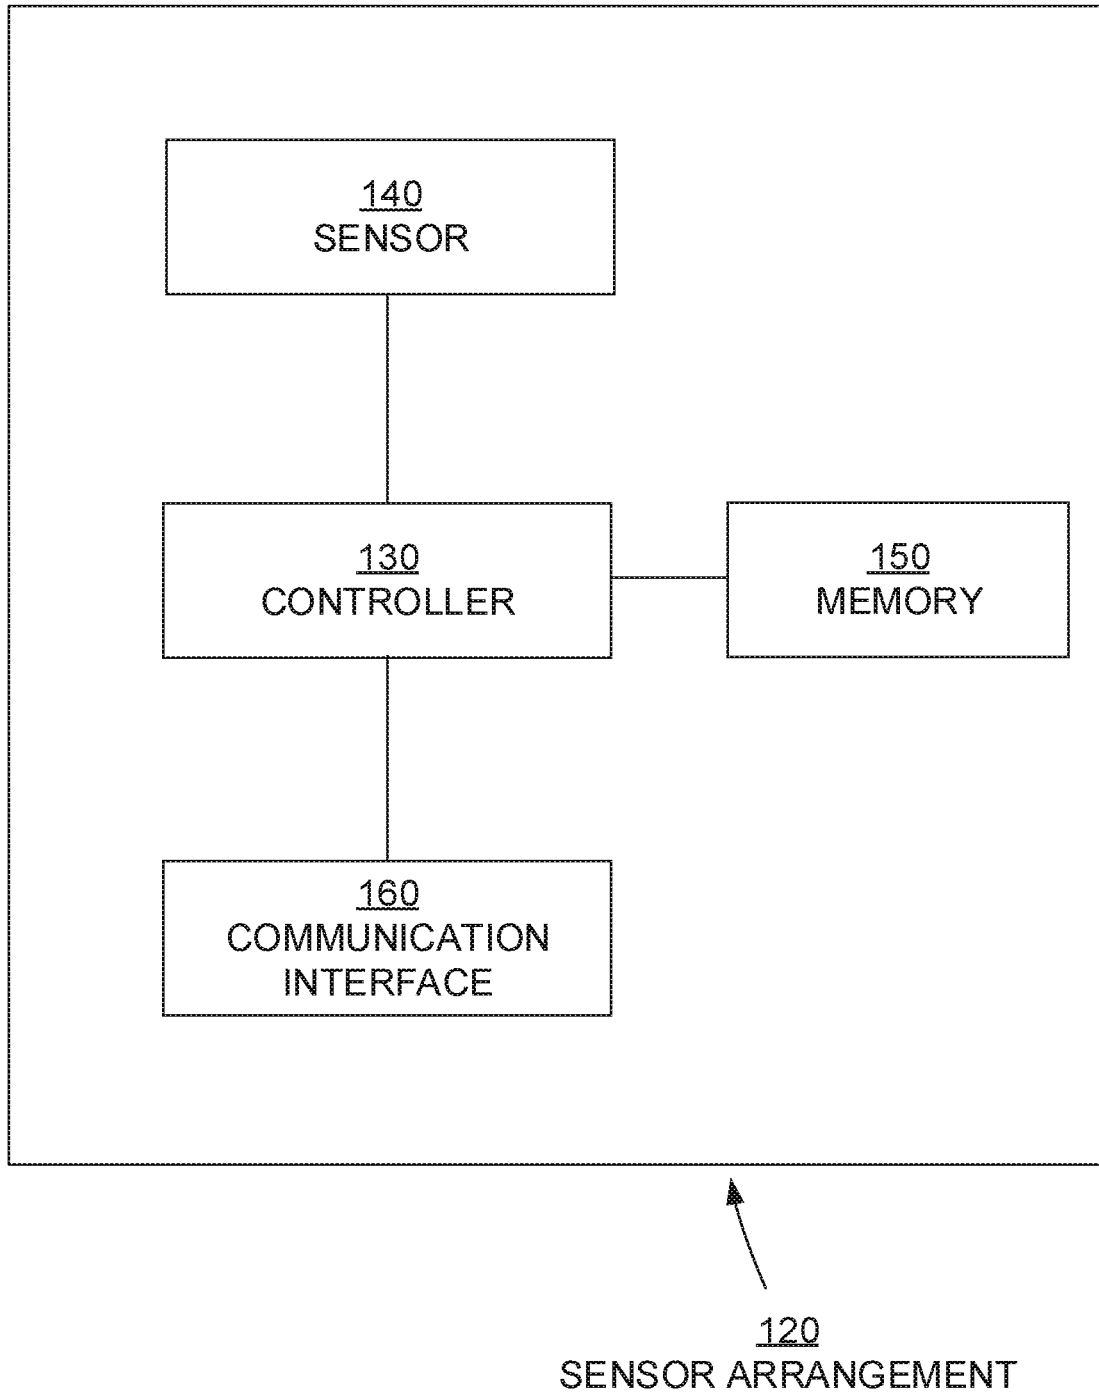 140
SENSOR
130
CONTROLLER
150
MEMORY
160
COMMUNICATION
INTERFACE
120
SENSOR ARRANGEMENT